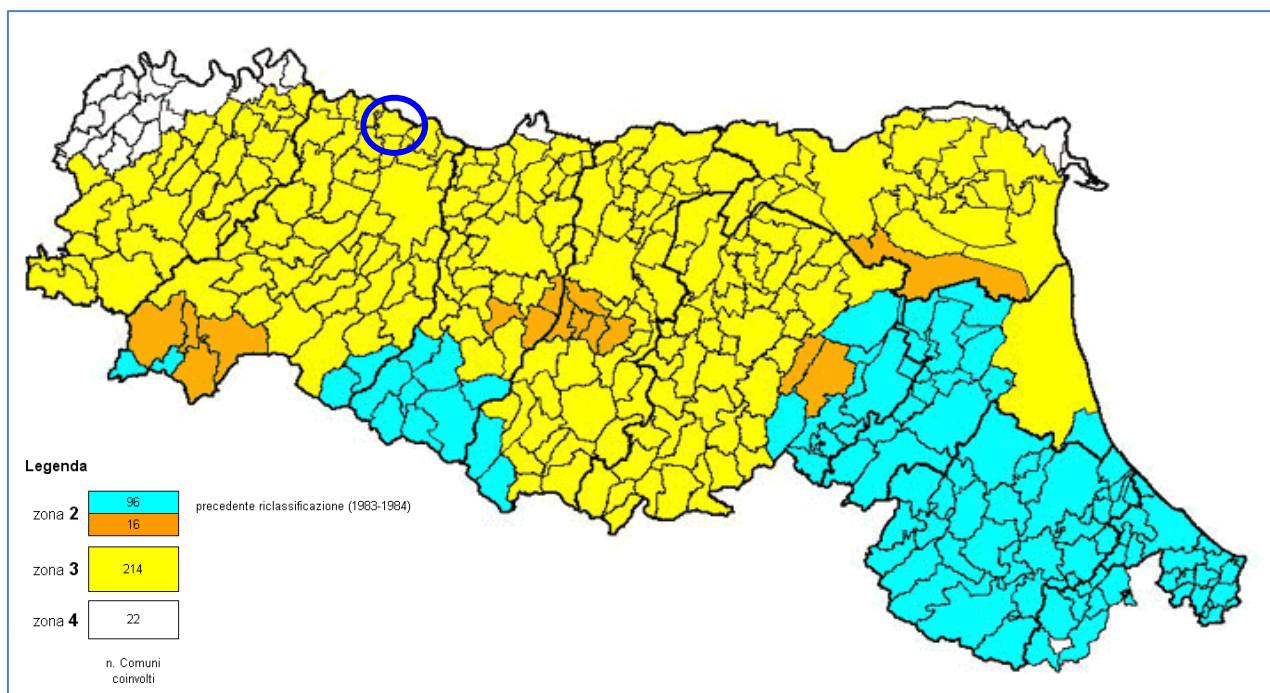 Legenda
zona 2
96
16
precedente riclassificazione (1983-1984)
zona 3
214
zona 4
22
n. Comuni
coinvolti